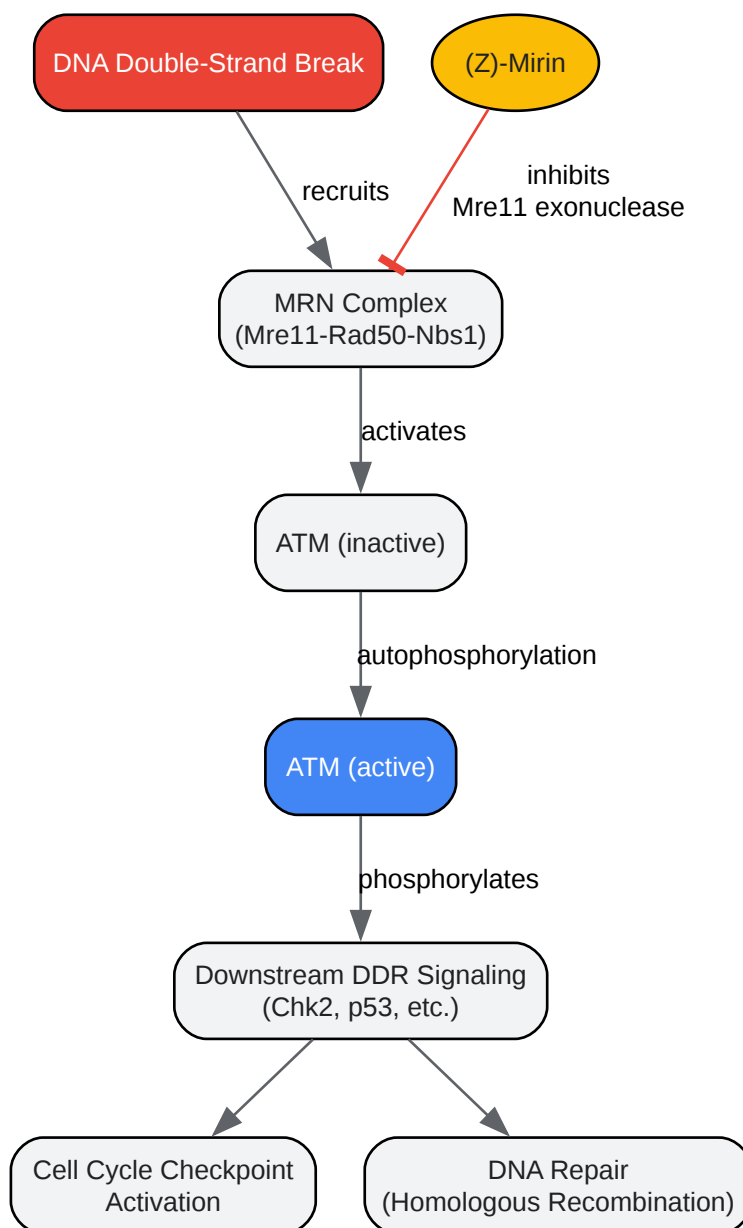 DNA Double-Strand Break
(Z)-Mirin
recruits
inhibits
Mre11 exonuclease
MRN Complex
(Mre11-Rad50-Nbs1)
activates
ATM (inactive)
autophosphorylation
ATM (active)
phosphorylates
Downstream DDR Signaling
(Chk2, p53, etc.)
Cell Cycle Checkpoint
Activation
DNA Repair
(Homologous Recombination)